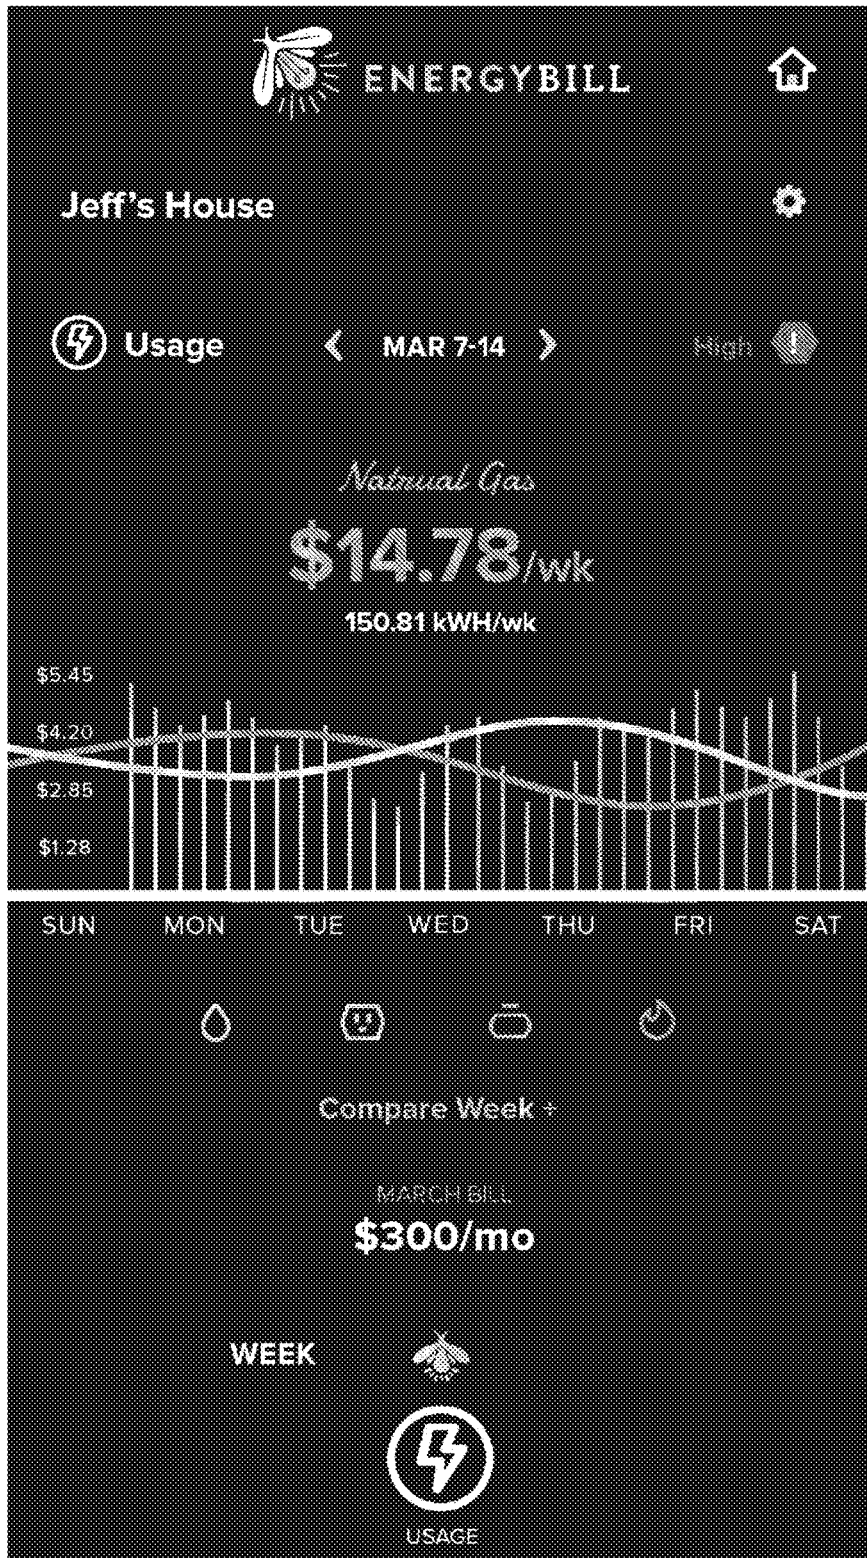 ENERGYBILL
Jeff's House
Usage < MAR 7-14 > High !
Natrual Gas
$14.78/wk
150.81 kWH/wk
$5.45
$4.20
$2.85
$1.28
SUN MON TUE WED THU FRI SAT
Compare Week +
MARCH BILL
$300/mo
WEEK
USAGE